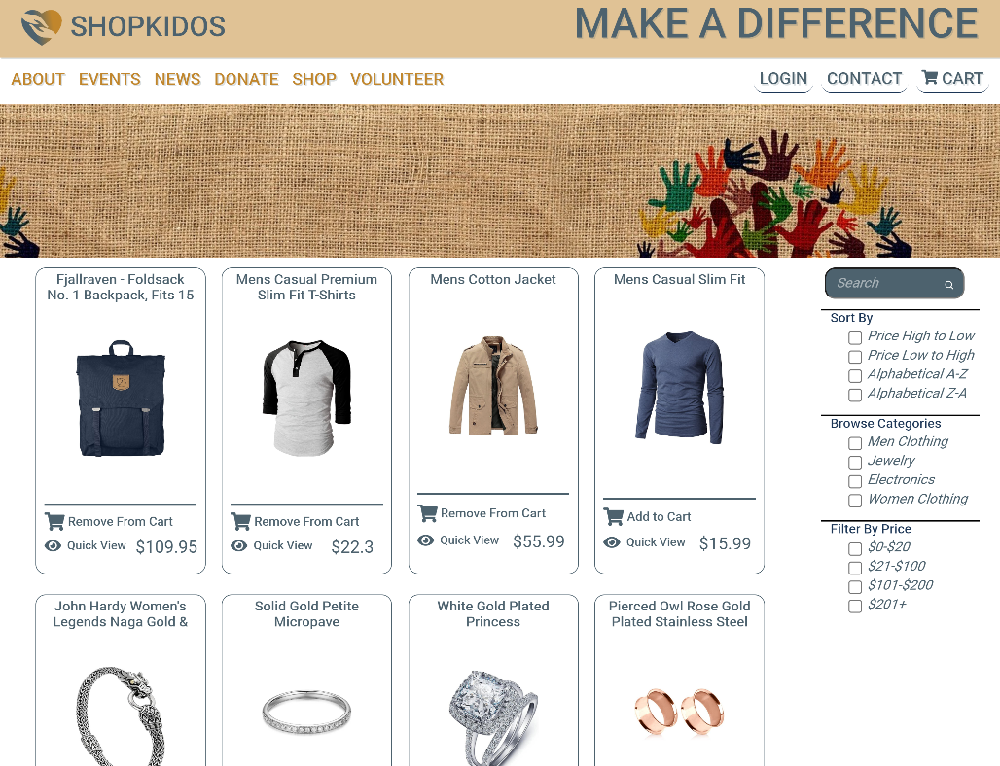 SHOPKIDOS
MAKE A DIFFERENCE
ABOUT EVENTS NEWS DONATE SHOP VOLUNTEER
LOGIN CONTACT CART
Fjallraven - Foldsack
No. 1 Backpack, Fits 15
Remove From Cart
Quick View $109.95
Mens Casual Premium
Slim Fit T-Shirts
Remove From Cart
Quick View $22.3
Mens Cotton Jacket
Remove From Cart
Quick View $55.99
Mens Casual Slim Fit
Add to Cart
Quick View $15.99
Search
Sort By
Price High to Low
Price Low to High
Alphabetical A-Z
Alphabetical Z-A
Browse Categories
Men Clothing
Jewelry
Electronics
Women Clothing
Filter By Price
$0-$20
$21-$100
$101-$200
$201+
John Hardy Women's
Legends Naga Gold &
Solid Gold Petite
Micropave
White Gold Plated
Princess
Pierced Owl Rose Gold
Plated Stainless Steel